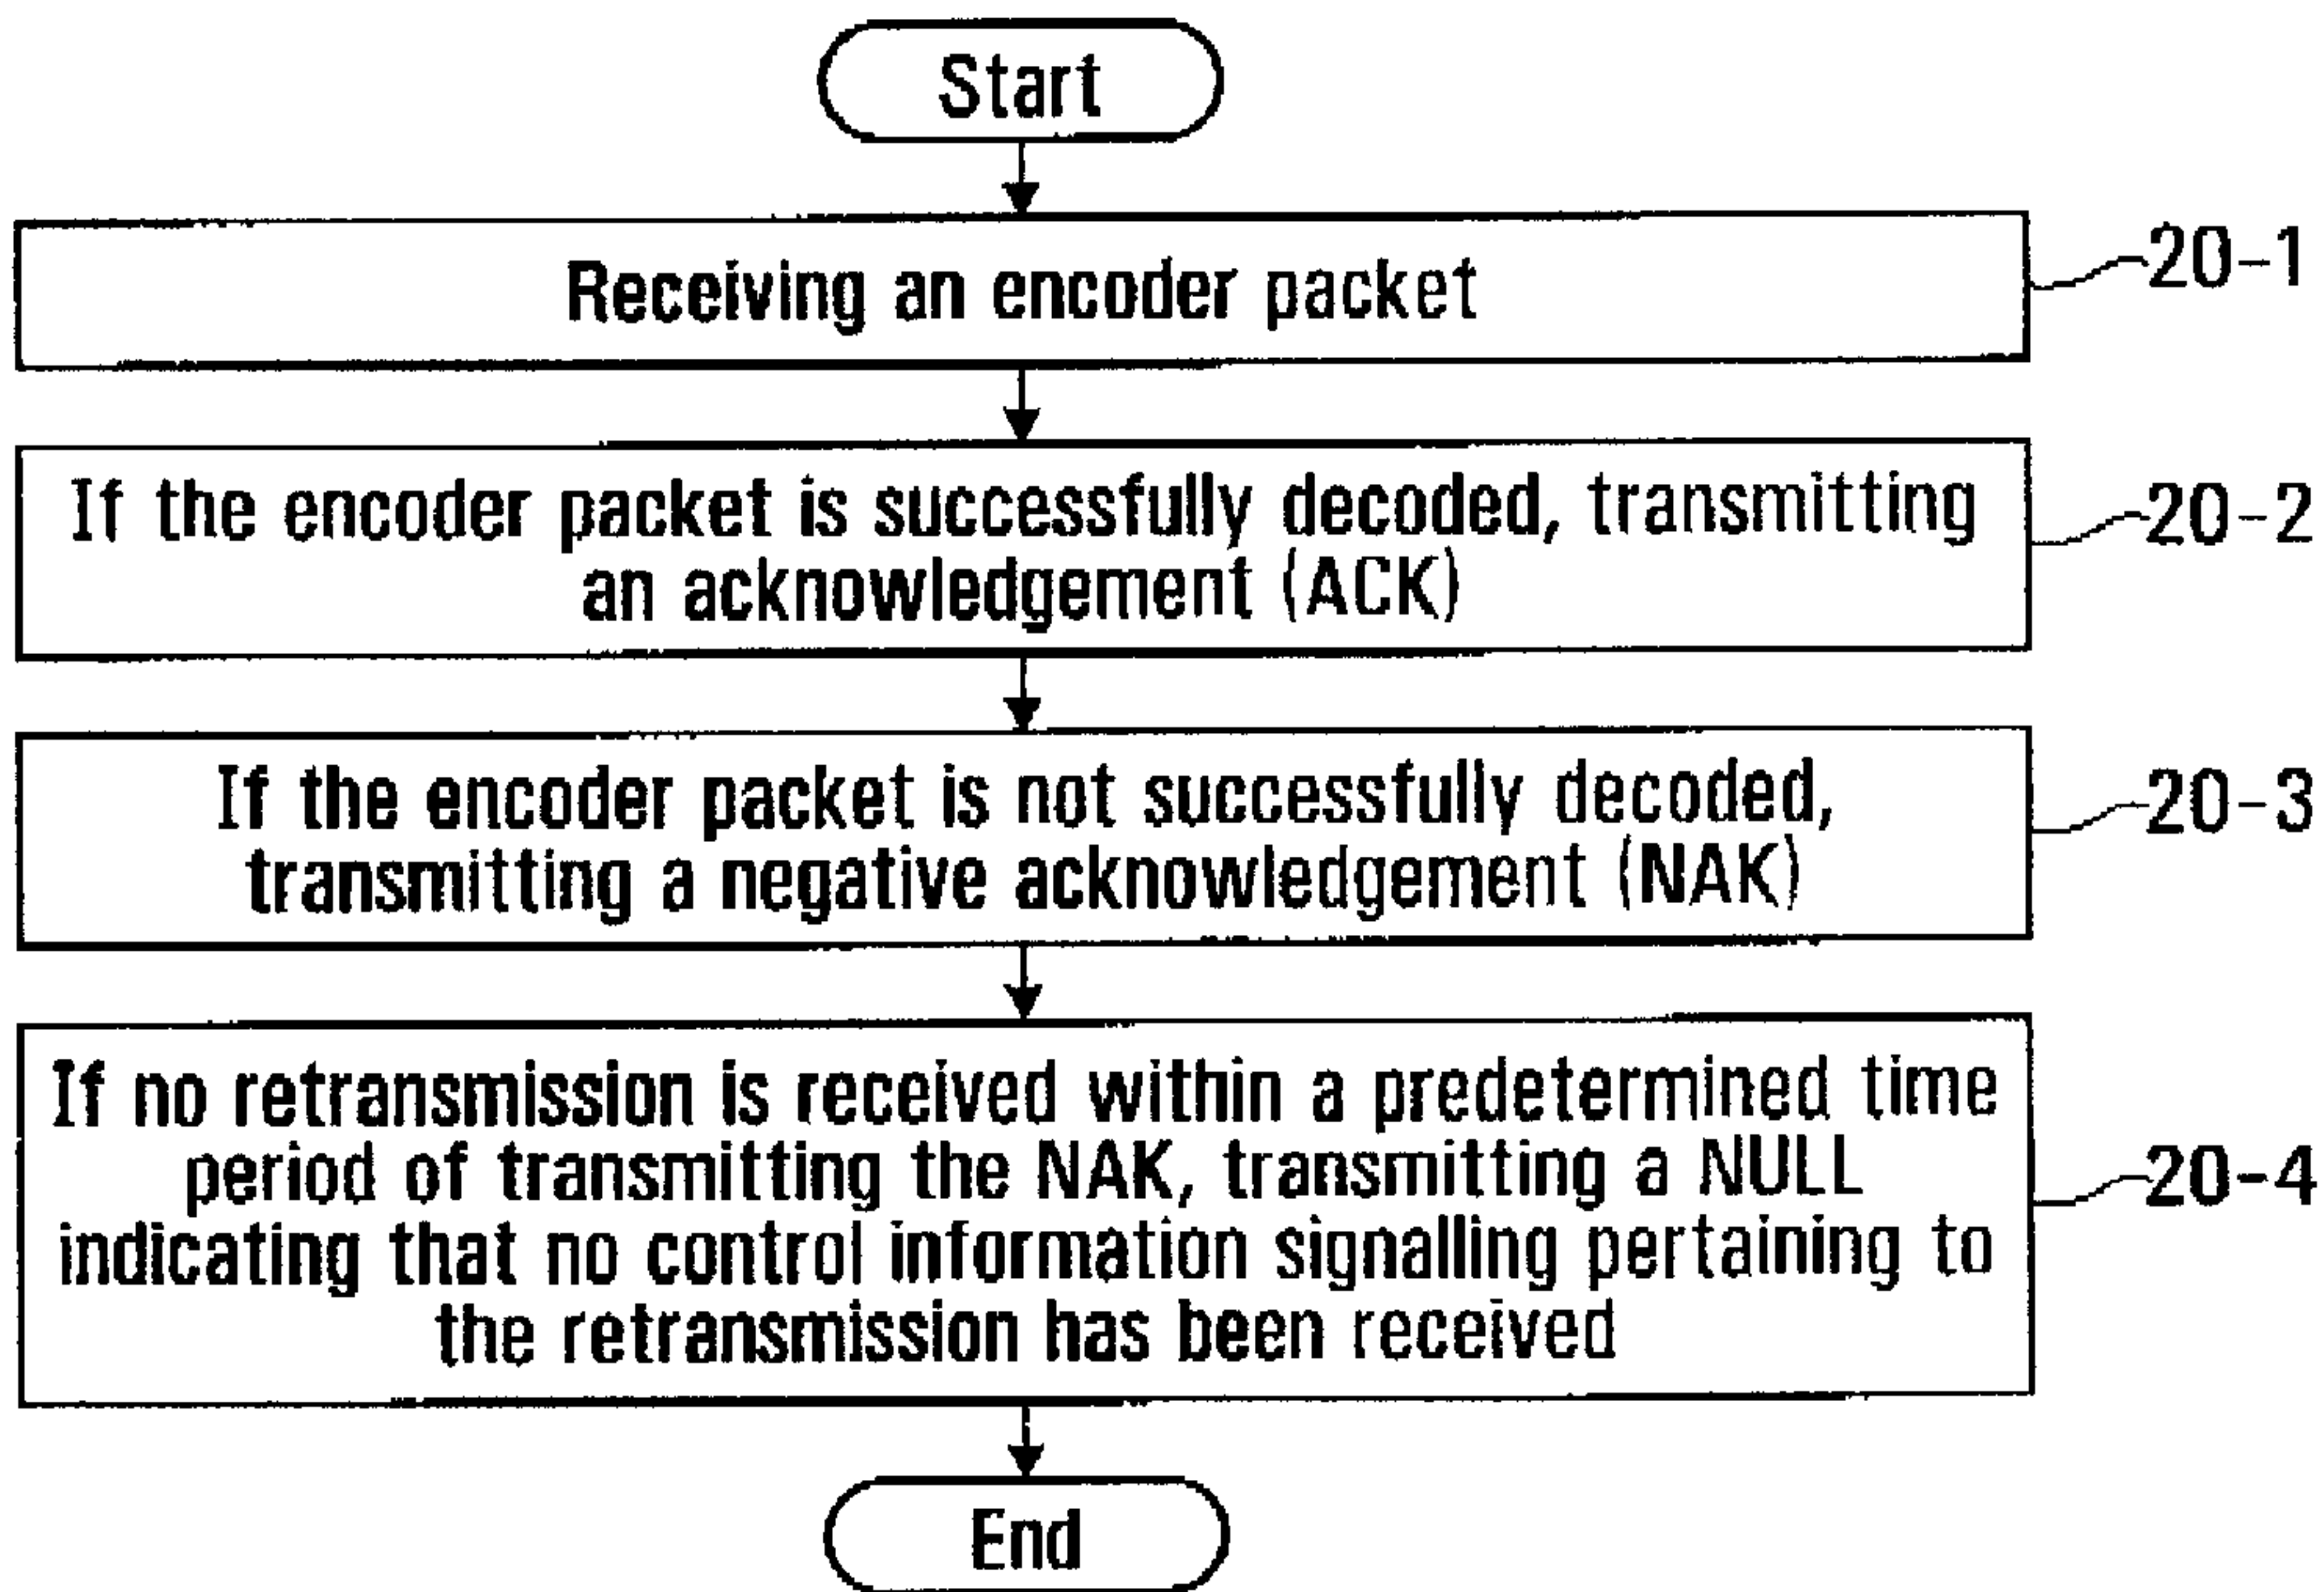 Start
Receiving an encoder packet
20-1
If the encoder packet is successfully decoded, transmitting
an acknowledgement (ACK)
20-2
If the encoder packet is not successfully decoded,
transmitting a negative acknowledgement (NAK)
20-3
If no retransmission is received within a predetermined time
period of transmitting the NAK, transmitting a NULL
indicating that no control information signalling pertaining to
the retransmission has been received
20-4
End